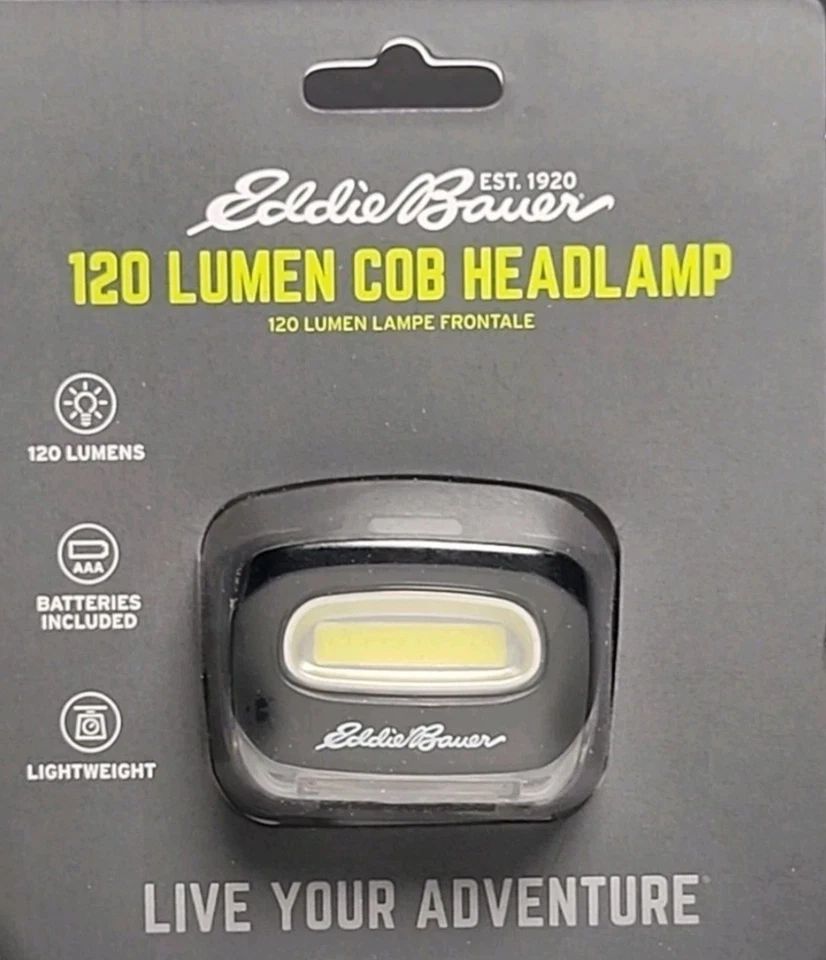 Eddie Bauer EST. 1920
120 LUMEN COB HEADLAMP
120 LUMEN LAMPE FRONTALE
120 LUMENS
AAA
BATTERIES
INCLUDED
LIGHTWEIGHT
Eddie Bauer
LIVE YOUR ADVENTURE